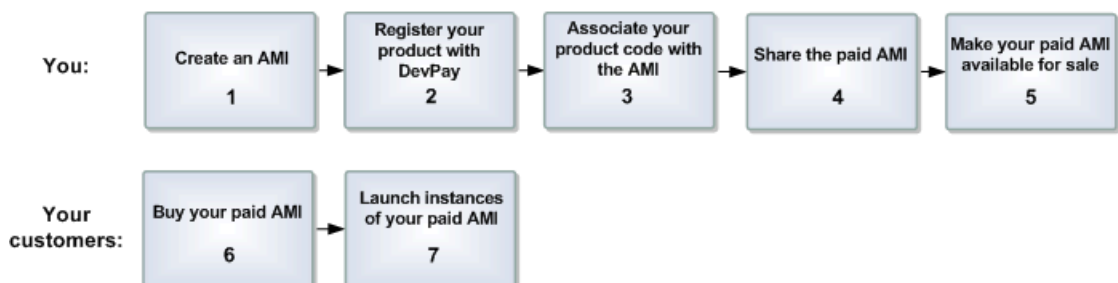 You:
Create an AMI
1
Register your
product with
DevPay
2
Associate your
product code with
the AMI
3
Share the paid AMI
4
Make your paid AMI
available for sale
5
Your
customers:
Buy your paid AMI
6
Launch instances
of your paid AMI
7